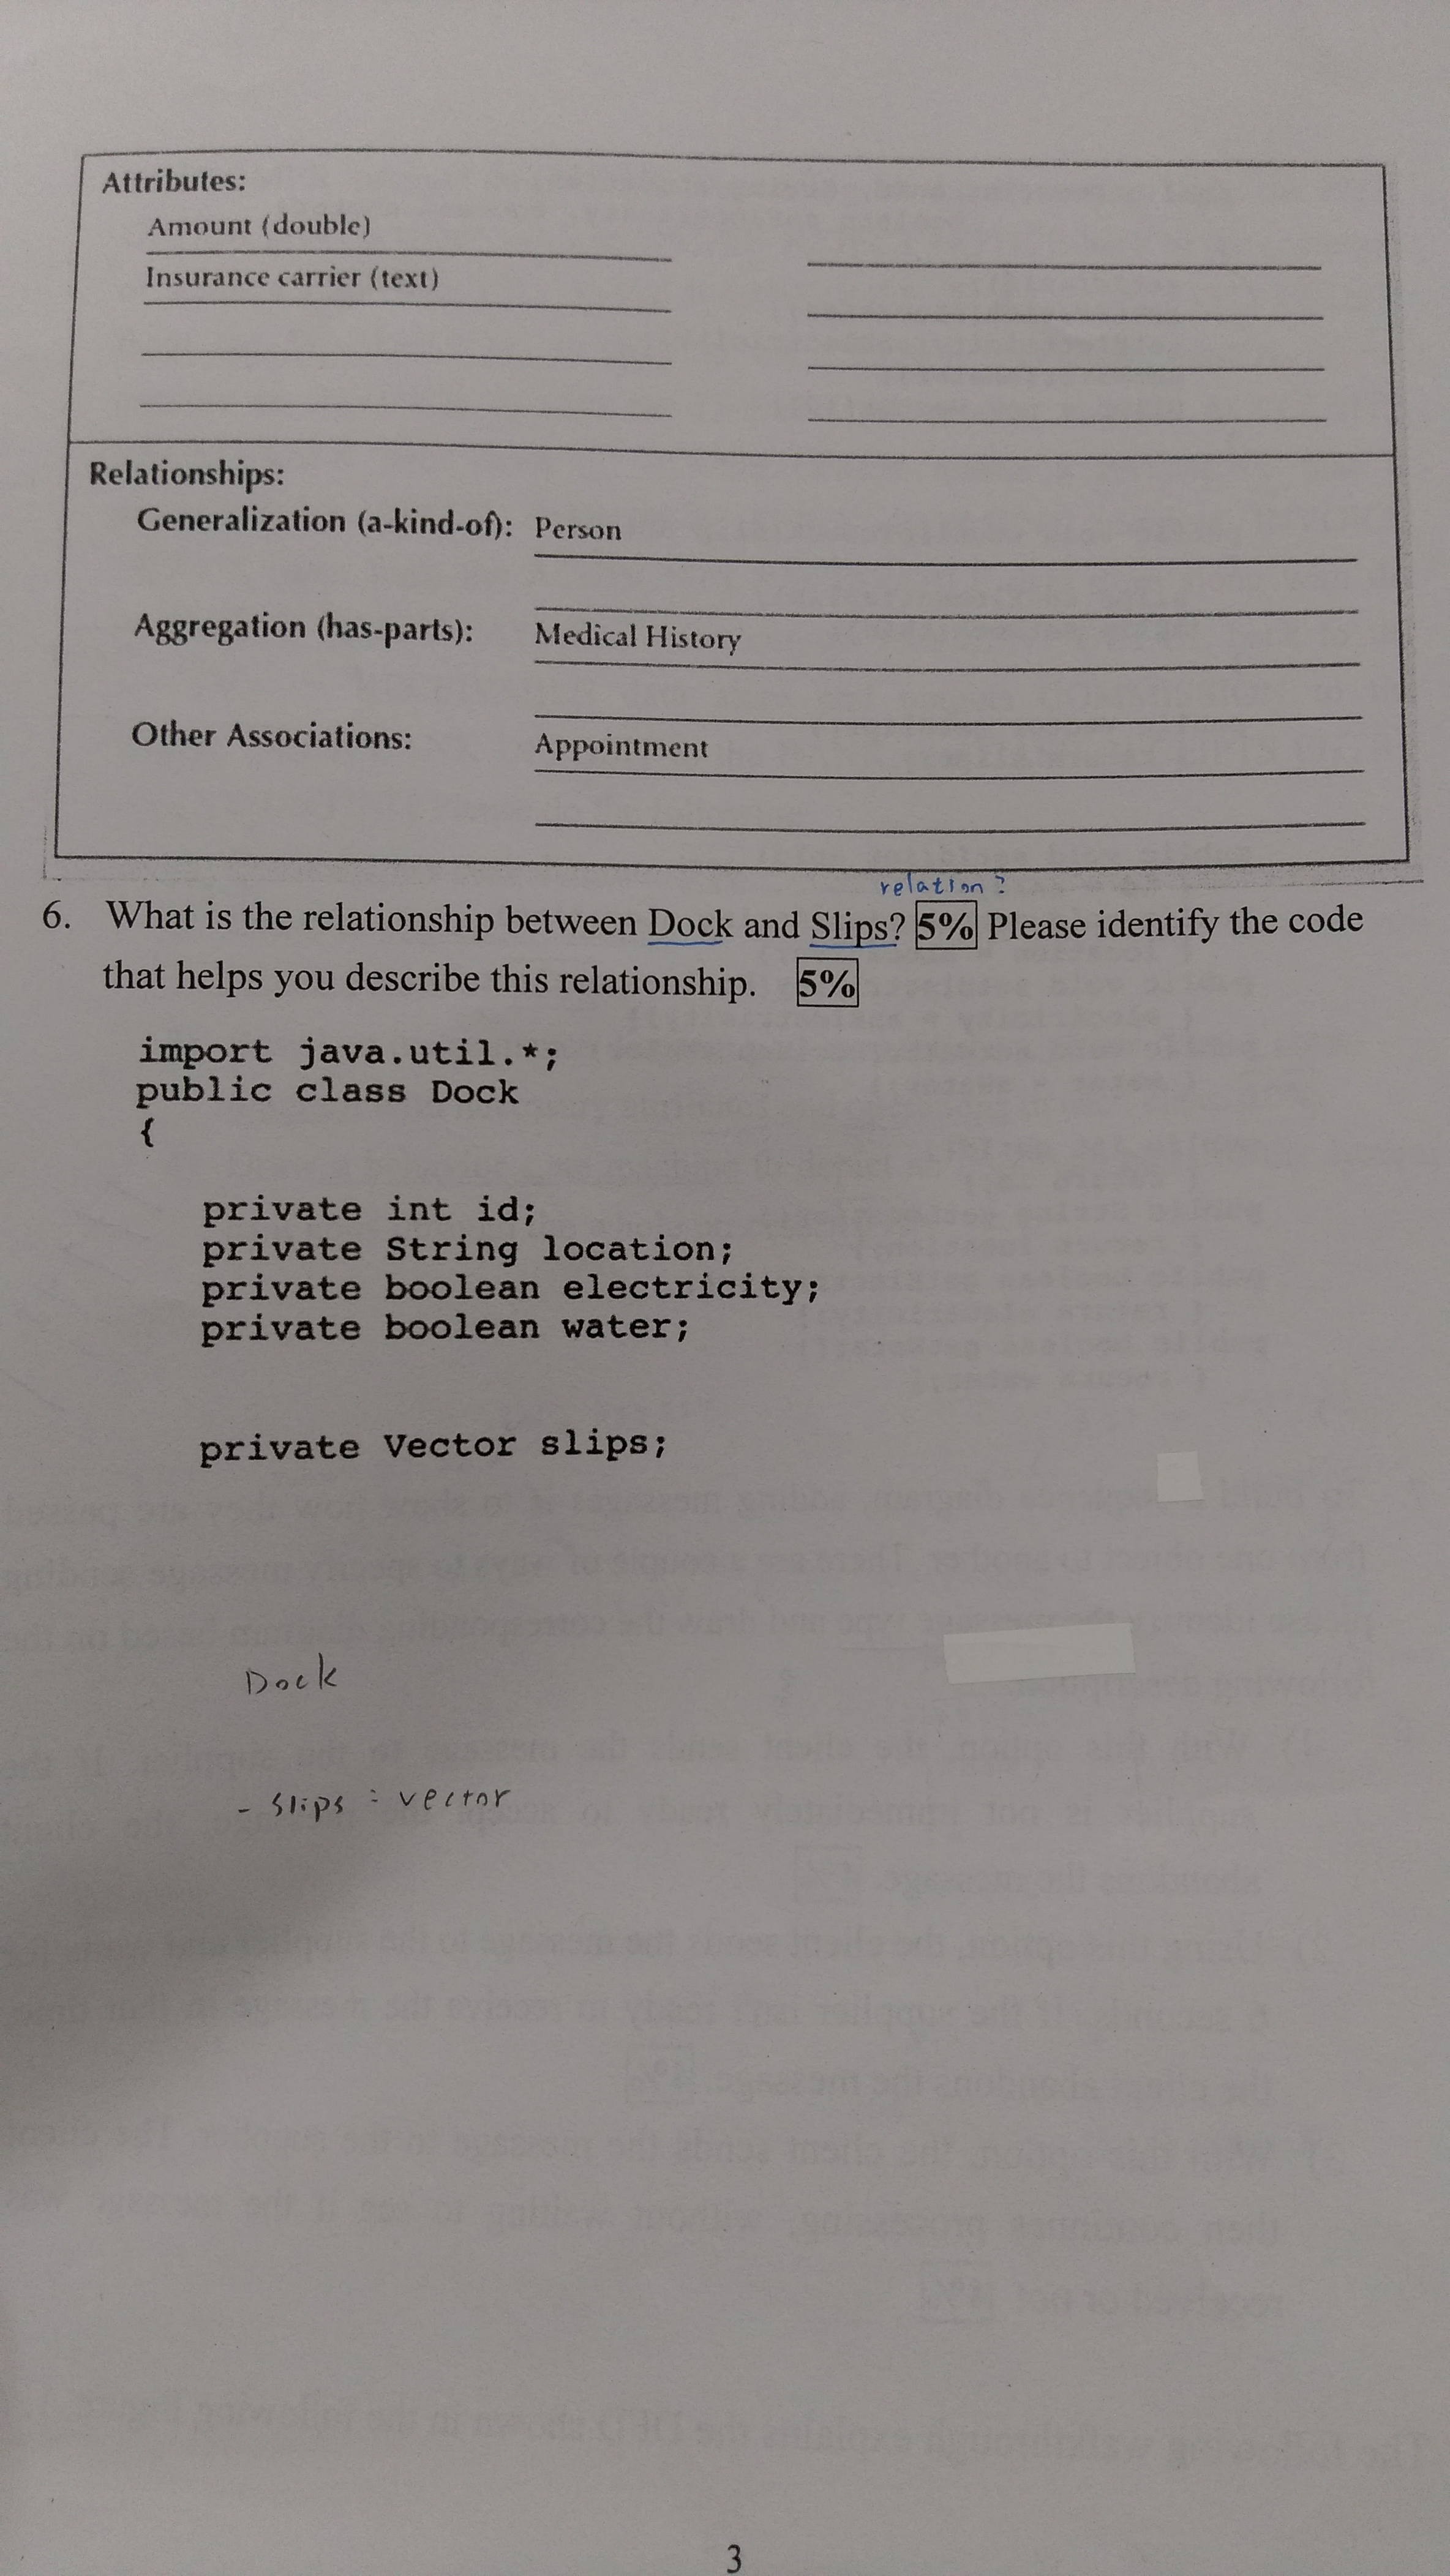 Attributes:
Amount (double)
Insurance carrier (text)
Relationships:
Generalization (a-kind-of): Person
Aggregation (has-parts): Medical History
Other Associations: Appointment
relation?
6. What is the relationship between Dock and Slips? 5% Please identify the code
that helps you describe this relationship. 5%
import java.util.*;
public class Dock
{
private int id;
private String location;
private boolean electricity;
private boolean water;
private Vector slips;
Dock
- slips : vector
3